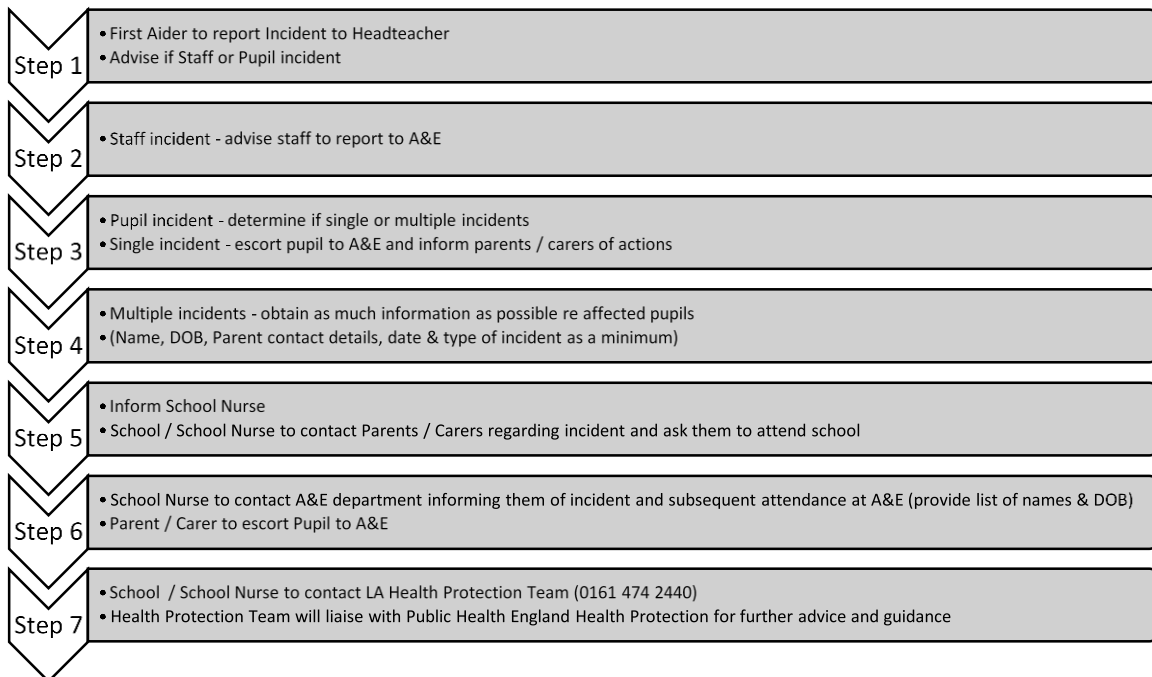 Step 1
• First Aider to report Incident to Headteacher
• Advise if Staff or Pupil incident
Step 2
• Staff incident - advise staff to report to A&E
Step 3
• Pupil incident - determine if single or multiple incidents
• Single incident - escort pupil to A&E and inform parents / carers of actions
Step 4
• Multiple incidents - obtain as much information as possible re affected pupils
• (Name, DOB, Parent contact details, date & type of incident as a minimum)
Step 5
• Inform School Nurse
• School / School Nurse to contact Parents / Carers regarding incident and ask them to attend school
Step 6
• School Nurse to contact A&E department informing them of incident and subsequent attendance at A&E (provide list of names & DOB)
• Parent / Carer to escort Pupil to A&E
Step 7
• School / School Nurse to contact LA Health Protection Team (0161 474 2440)
• Health Protection Team will liaise with Public Health England Health Protection for further advice and guidance